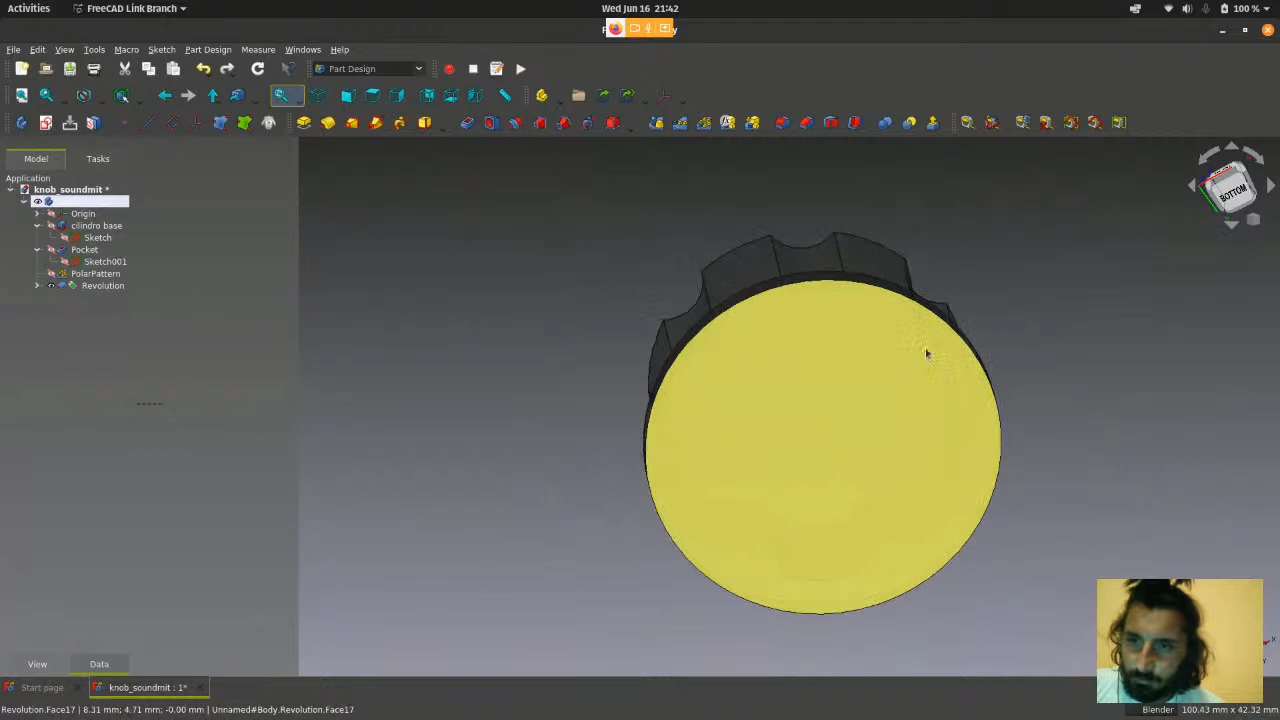 Activities
FreeCAD Link Branch
Wed Jun 16 21:42
100 %
File Edit View Tools Macro Sketch Part Design Measure Windows Help
Part Design
Model Tasks
Application
knob_soundmit *
Origin
cilindro base
Sketch
Pocket
Sketch001
PolarPattern
Revolution
BOTTOM
View Data
Start page
knob_soundmit : 1*
Revolution.Face17 | 8.31 mm; 4.71 mm; -0.00 mm | Unnamed#Body.Revolution.Face17
Blender 100.43 mm x 42.32 mm